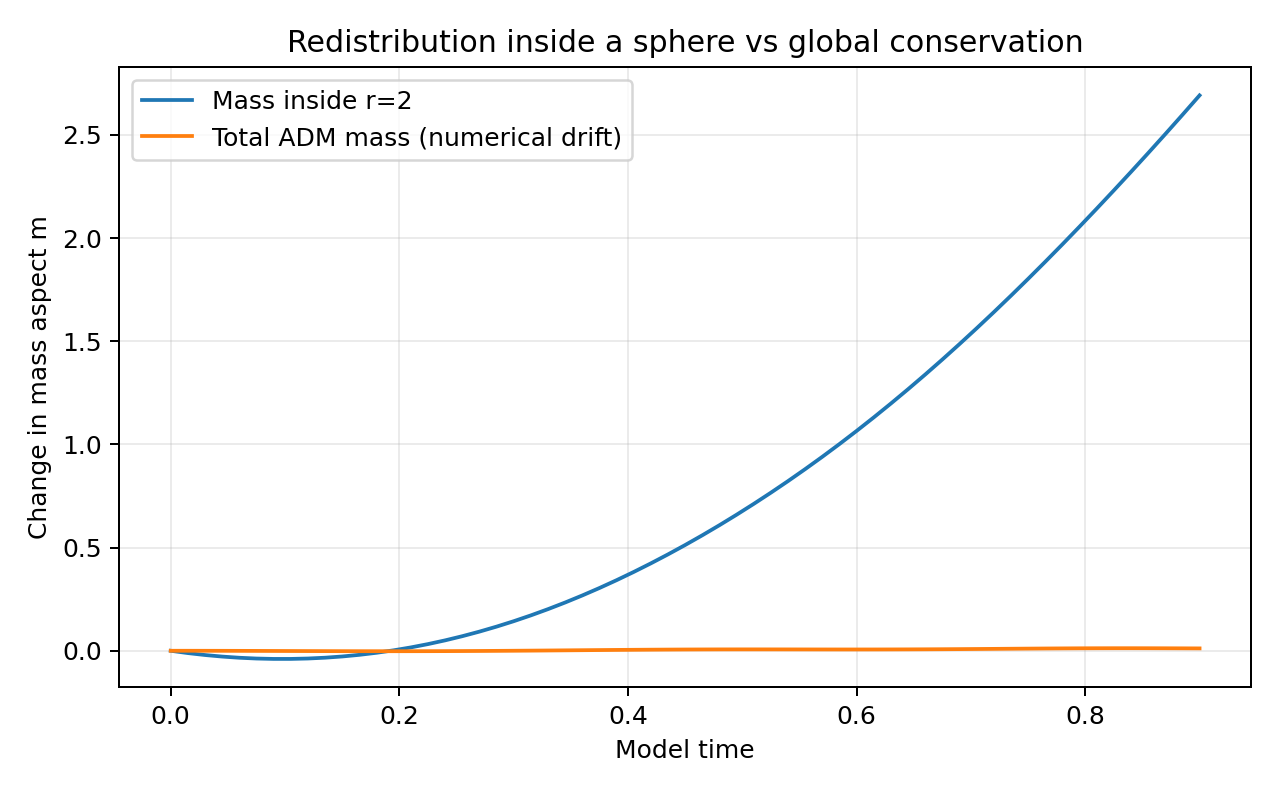 Redistribution inside a sphere vs global conservation
Mass inside r=2
Total ADM mass (numerical drift)
Change in mass aspect m
2.5
2.0
1.5
1.0
0.5
0.0
0.0 0.2 0.4 0.6 0.8
Model time